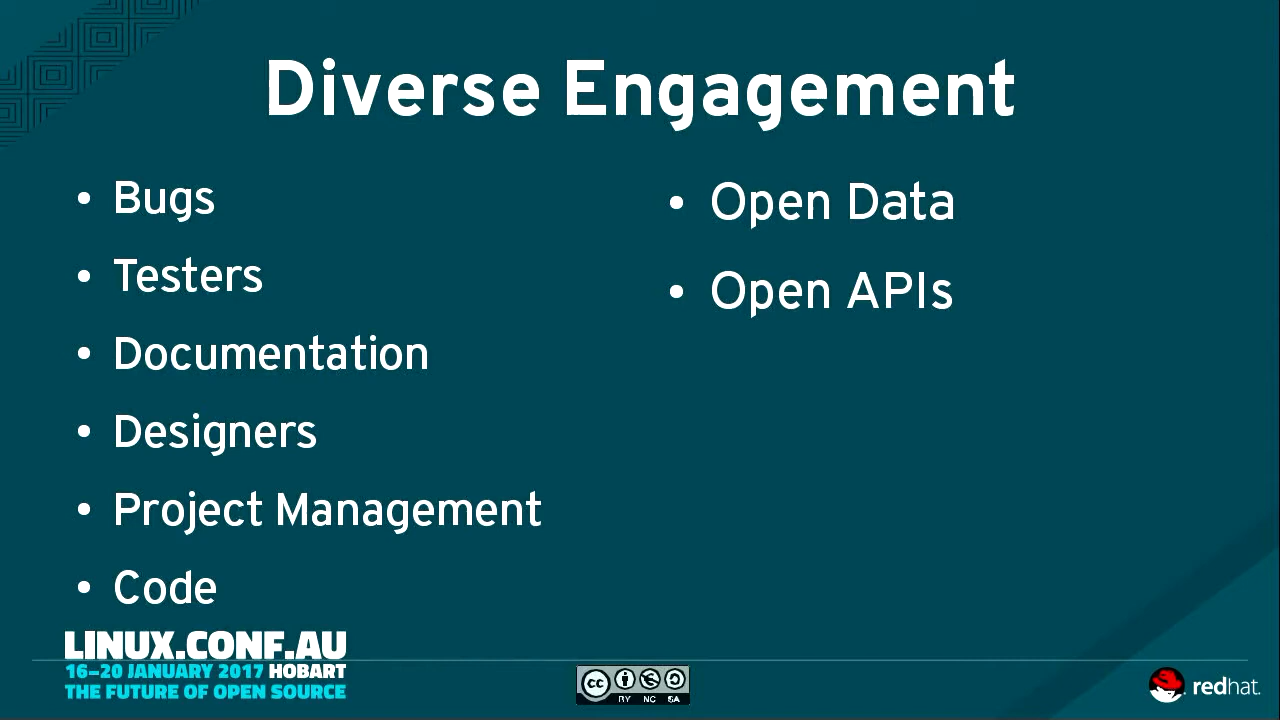 Diverse Engagement
• Bugs
• Testers
• Documentation
• Designers
• Project Management
• Code
• Open Data
• Open APIs
LINUX.CONF.AU
16–20 JANUARY 2017 HOBART
THE FUTURE OF OPEN SOURCE
cc
BY NC SA
redhat.